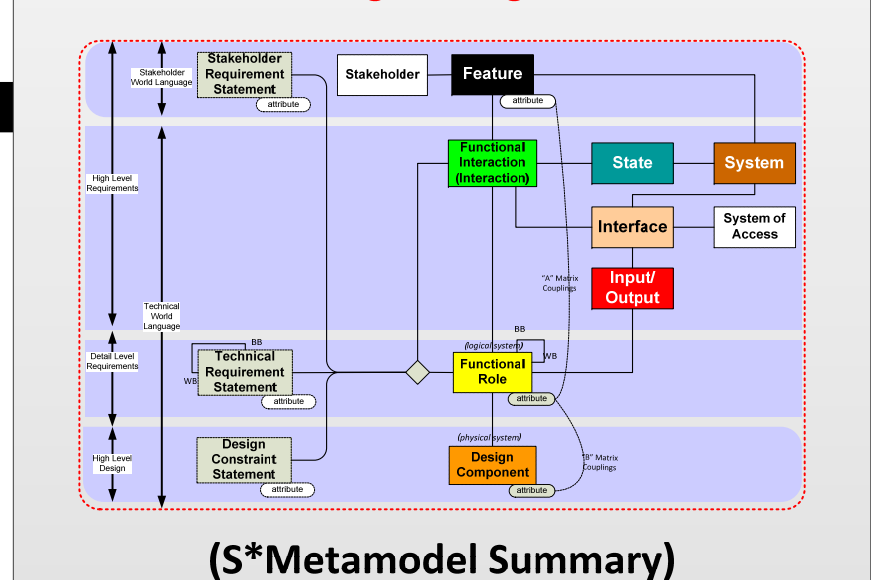 Stakeholder
World Language
Stakeholder
Requirement
Statement
attribute
Stakeholder
Feature
attribute
High Level
Requirements
Technical
World
Language
Functional
Interaction
(Interaction)
State
System
Interface
System of
Access
Input/
Output
"A" Matrix
Couplings
Detail Level
Requirements
BB
WB
Technical
Requirement
Statement
attribute
BB
WB
(logical system)
Functional
Role
attribute
High Level
Design
Design
Constraint
Statement
attribute
(physical system)
Design
Component
attribute
"B" Matrix
Couplings
(S*Metamodel Summary)